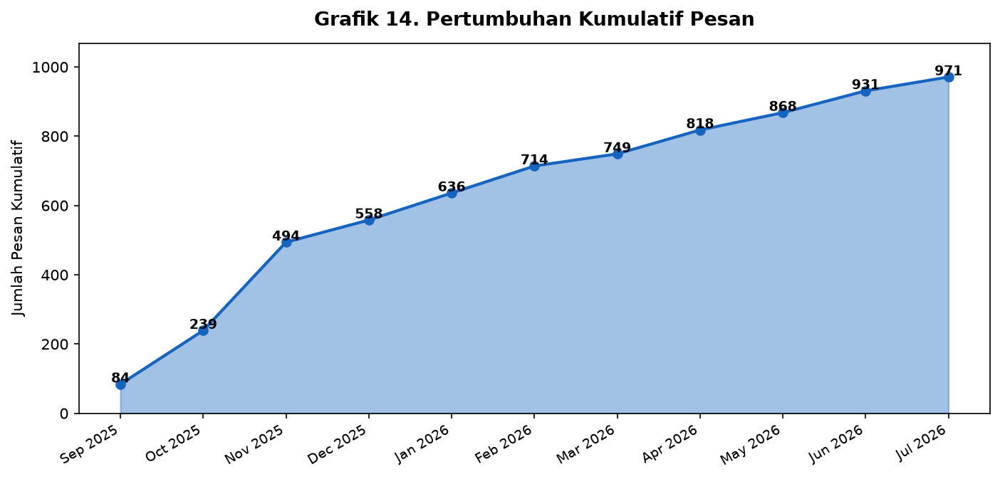 Grafik 14. Pertumbuhan Kumulatif Pesan
Jumlah Pesan Kumulatif
1000
800
600
400
200
0
84
239
494
558
636
714
749
818
868
931
971
Sep 2025
Oct 2025
Nov 2025
Dec 2025
Jan 2026
Feb 2026
Mar 2026
Apr 2026
May 2026
Jun 2026
Jul 2026